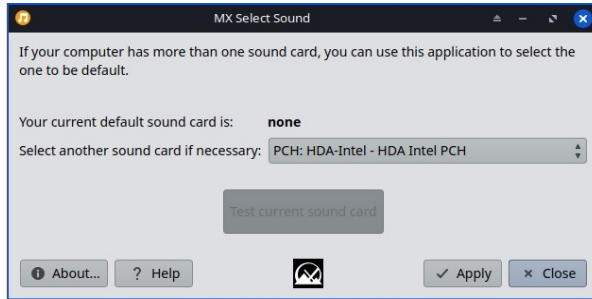 MX Select Sound
If your computer has more than one sound card, you can use this application to select the
one to be default.
Your current default sound card is: none
Select another sound card if necessary: PCH: HDA-Intel - HDA Intel PCH
Test current sound card
About... ? Help Apply Close